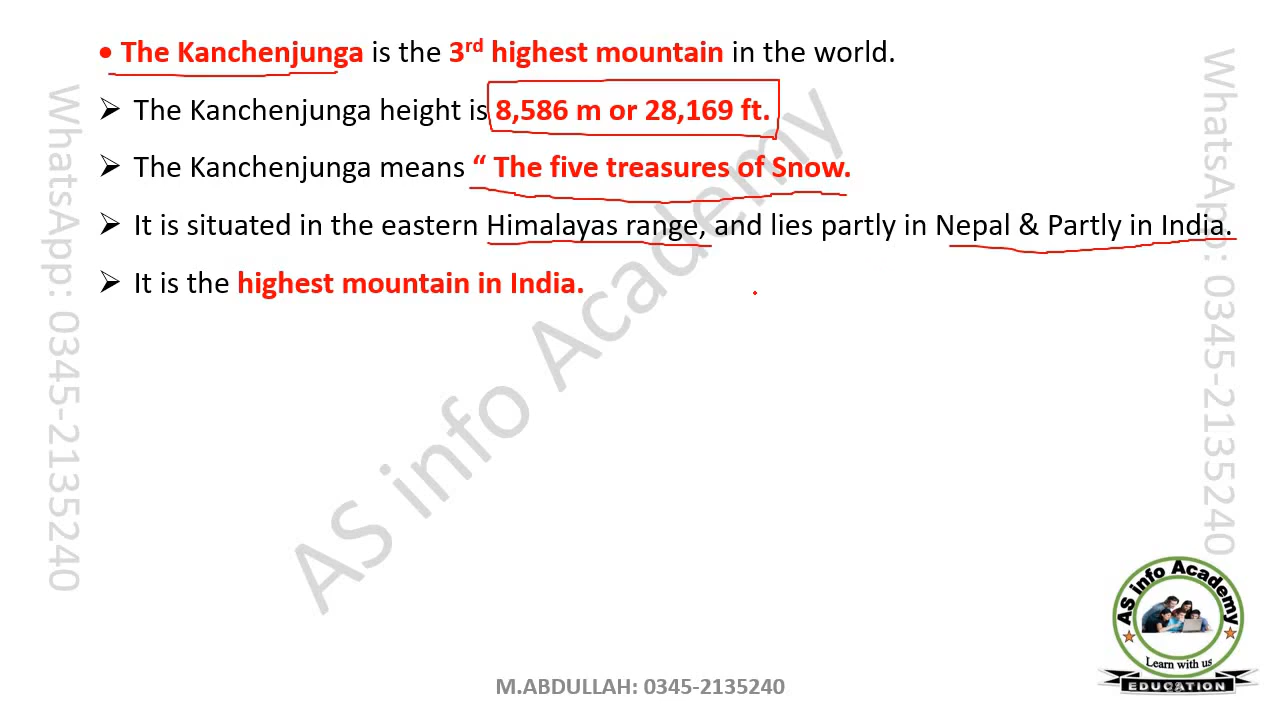 • The Kanchenjunga is the 3rd highest mountain in the world.
➢ The Kanchenjunga height is 8,586 m or 28,169 ft.
➢ The Kanchenjunga means “ The five treasures of Snow.
➢ It is situated in the eastern Himalayas range, and lies partly in Nepal & Partly in India.
➢ It is the highest mountain in India.
WhatsApp: 0345-2135240
AS info Academy
WhatsApp: 0345-2135240
AS info Academy
Learn with us
EDUCATION
M.ABDULLAH: 0345-2135240